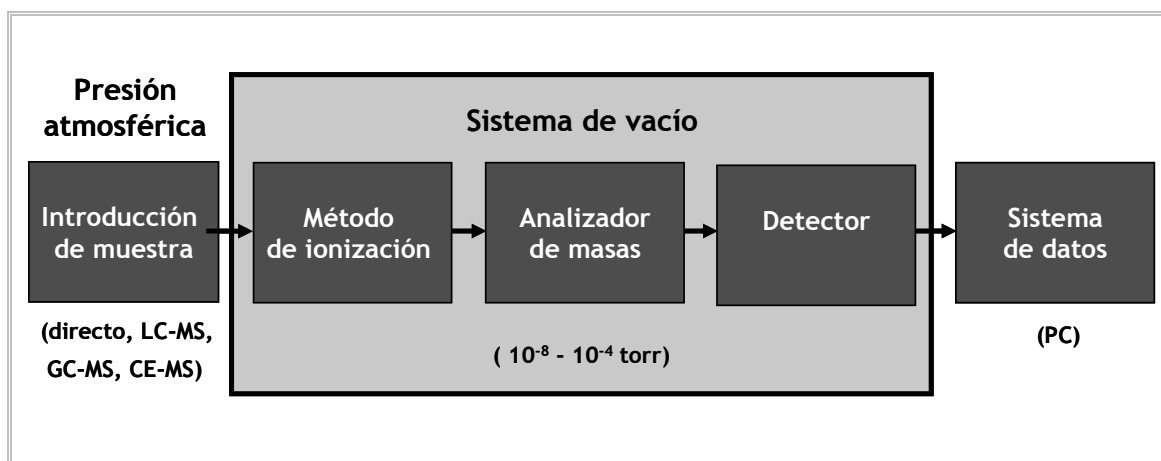 Presión
atmosférica
Sistema de vacío
Introducción
de muestra
Método
de ionización
Analizador
de masas
Detector
Sistema
de datos
(directo, LC-MS,
GC-MS, CE-MS)
( 10⁻⁸ - 10⁻⁴ torr)
(PC)